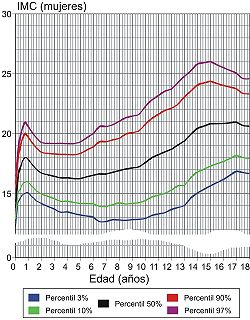 IMC (mujeres)
30
25
20
15
0
0 1 2 3 4 5 6 7 8 9 10 11 12 13 14 15 16 17 18
Edad (años)
Percentil 3% Percentil 50% Percentil 90%
Percentil 10% Percentil 97%